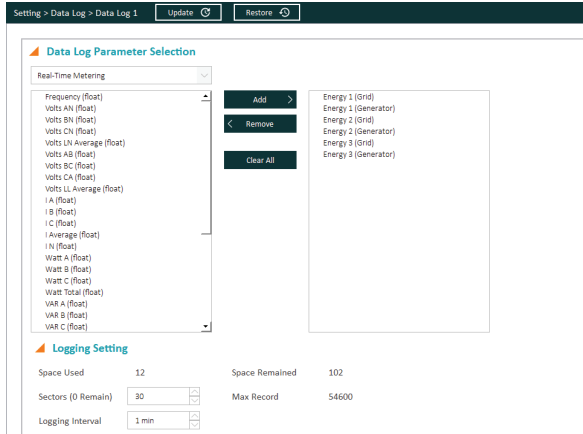 Setting > Data Log > Data Log 1 Update Restore
Data Log Parameter Selection
Real-Time Metering
Frequency (float)
Volts AN (float)
Volts BN (float)
Volts CN (float)
Volts LN Average (float)
Volts AB (float)
Volts BC (float)
Volts CA (float)
Volts LL Average (float)
I A (float)
I B (float)
I C (float)
I Average (float)
I N (float)
Watt A (float)
Watt B (float)
Watt C (float)
Watt Total (float)
VAR A (float)
VAR B (float)
VAR C (float)
Add >
< Remove
Clear All
Energy 1 (Grid)
Energy 1 (Generator)
Energy 2 (Grid)
Energy 2 (Generator)
Energy 3 (Grid)
Energy 3 (Generator)
Logging Setting
Space Used 12 Space Remained 102
Sectors (0 Remain) 30 Max Record 54600
Logging Interval 1 min